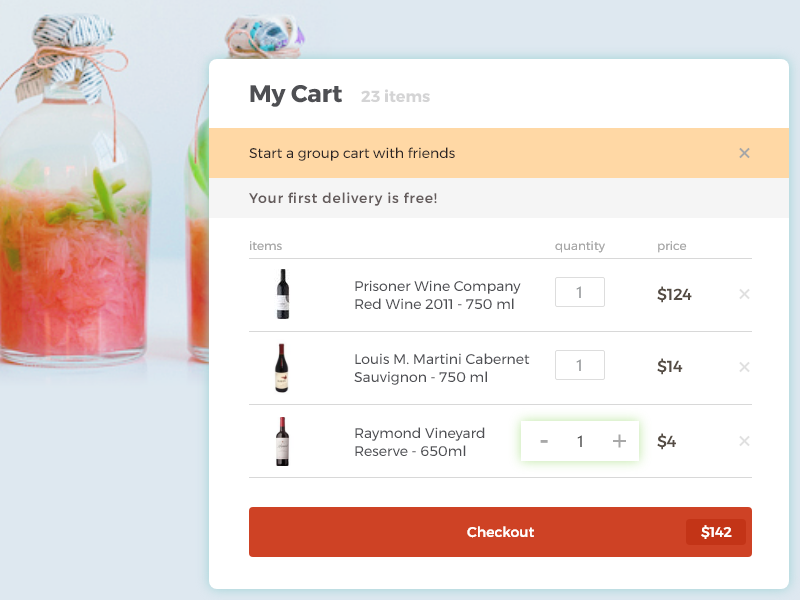 My Cart 23 items
Start a group cart with friends ×
Your first delivery is free!
items quantity price
Prisoner Wine Company
Red Wine 2011 - 750 ml
1 $124 ×
Louis M. Martini Cabernet
Sauvignon - 750 ml
1 $14 ×
Raymond Vineyard
Reserve - 650ml
- 1 + $4 ×
Checkout $142